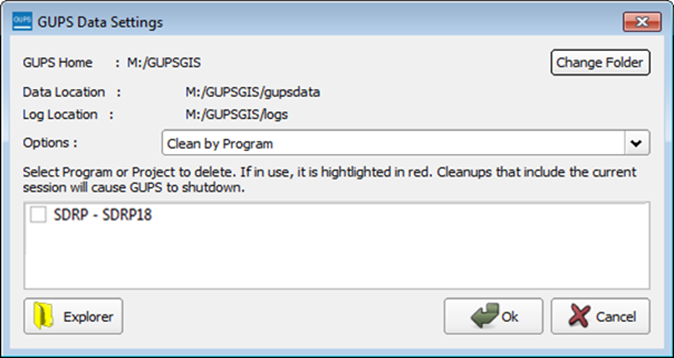 GUPS GUPS Data Settings
GUPS Home : M:/GUPSGIS Change Folder
Data Location : M:/GUPSGIS/gupsdata
Log Location : M:/GUPSGIS/logs
Options : Clean by Program
Select Program or Project to delete. If in use, it is hightlighted in red. Cleanups that include the current
session will cause GUPS to shutdown.
SDRP - SDRP18
Explorer Ok Cancel